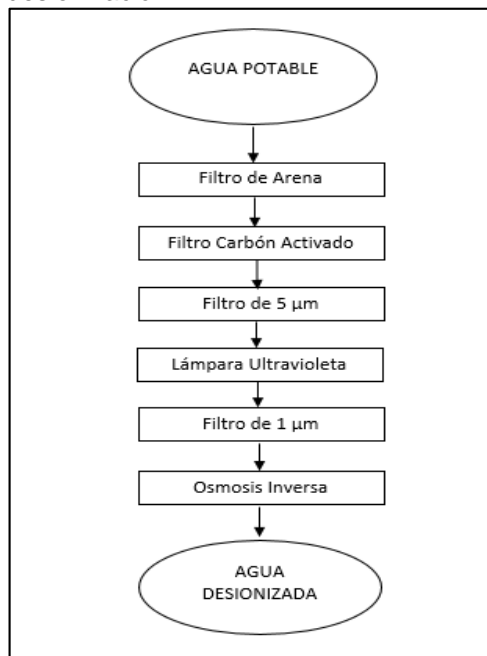 AGUA POTABLE
Filtro de Arena
Filtro Carbón Activado
Filtro de 5 μm
Lámpara Ultravioleta
Filtro de 1 μm
Osmosis Inversa
AGUA
DESIONIZADA